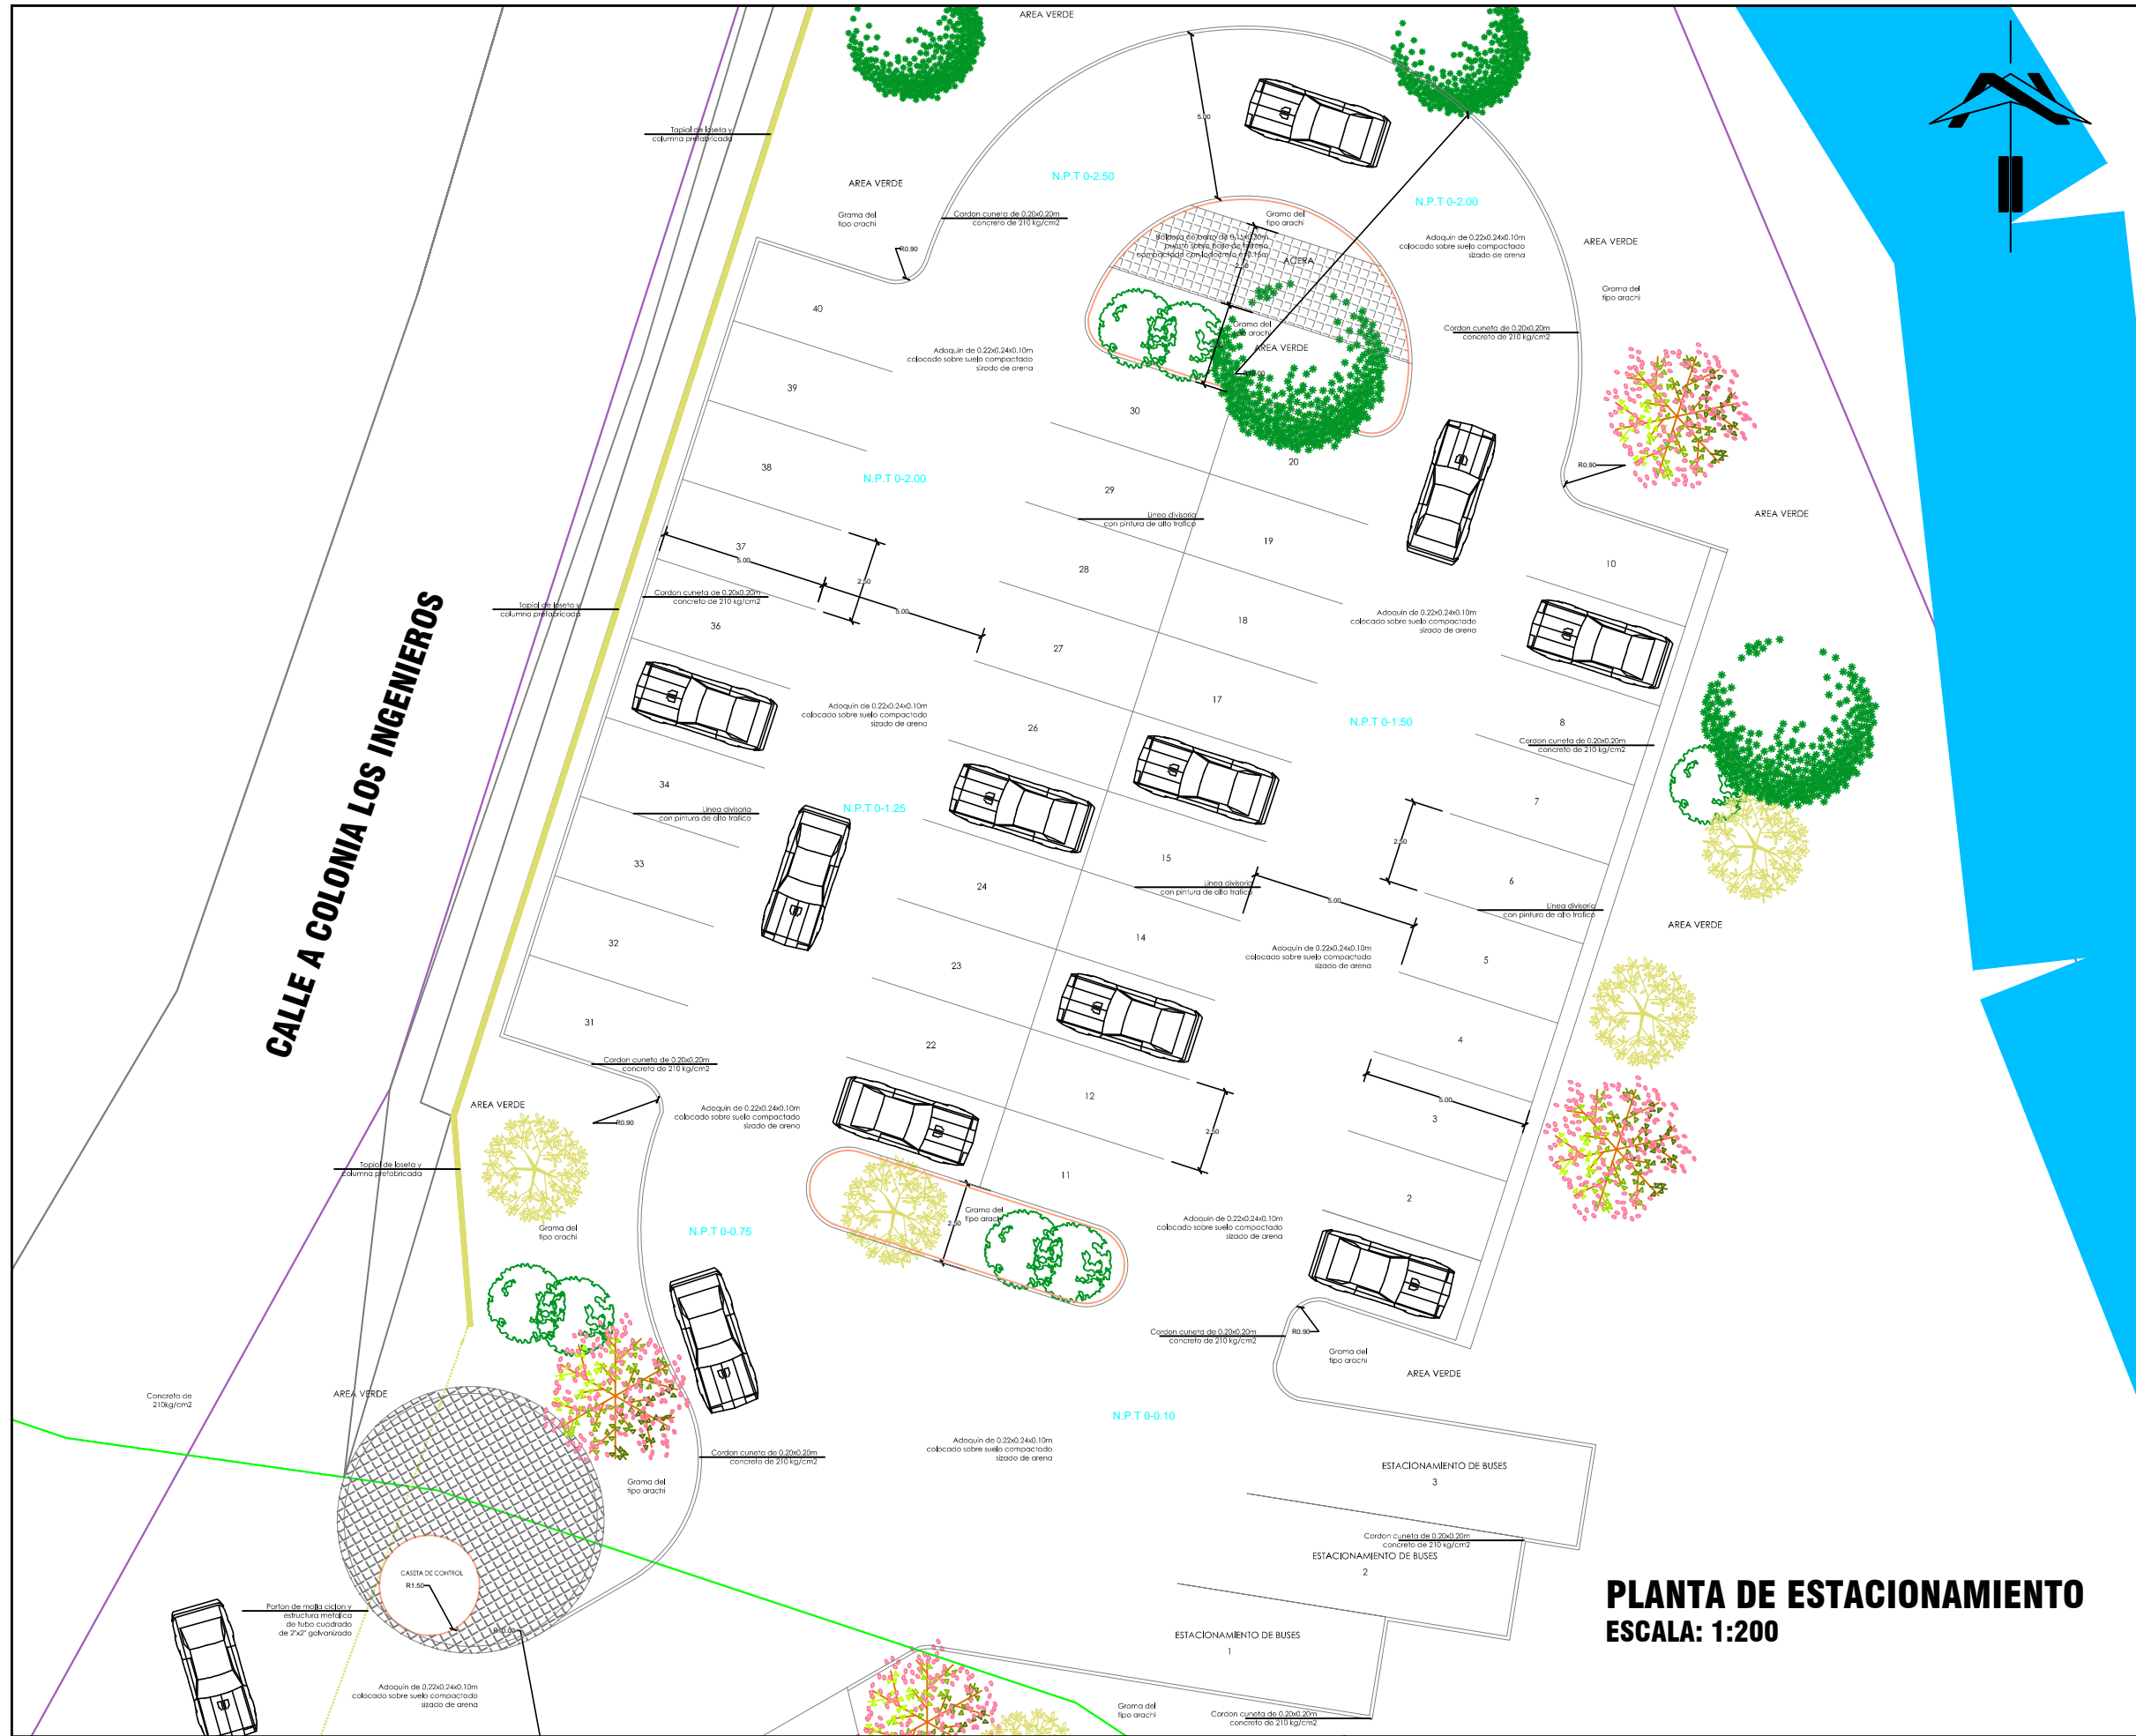 AREA VERDE
Tapial de loseta y
columna prefabricada
5.00
AREA VERDE
N.P.T 0-2.50
Grama del
tipo arachi
Cordon cuneta de 0.20x0.20m
concreto de 210 kg/cm2
R0.90
Grama del
tipo arachi
N.P.T 0-2.00
ACERA
2.50
Adoquin de 0.22x0.24x0.10m
colocado sobre suelo compactado
sizado de arena
AREA VERDE
Grama del
tipo arachi
Cordon cuneta de 0.20x0.20m
concreto de 210 kg/cm2
40
Adoquin de 0.22x0.24x0.10m
colocado sobre suelo compactado
sizado de arena
Grama del
tipo arachi
AREA VERDE
39
30
38
N.P.T 0-2.00
20
R0.90
29
Linea divisoria
con pintura de alto trafico
AREA VERDE
37
5.00
2.50
19
28
10
Tapial de loseta y
columna prefabricada
Cordon cuneta de 0.20x0.20m
concreto de 210 kg/cm2
5.00
36
18
Adoquin de 0.22x0.24x0.10m
colocado sobre suelo compactado
sizado de arena
27
CALLE A COLONIA LOS INGENIEROS
17
Adoquin de 0.22x0.24x0.10m
colocado sobre suelo compactado
sizado de arena
26
N.P.T 0-1.50
8
Cordon cuneta de 0.20x0.20m
concreto de 210 kg/cm2
34
Linea divisoria
con pintura de alto trafico
N.P.T 0-1.25
7
2.50
33
15
24
Linea divisoria
con pintura de alto trafico
5.00
6
Linea divisoria
con pintura de alto trafico
AREA VERDE
32
14
23
Adoquin de 0.22x0.24x0.10m
colocado sobre suelo compactado
sizado de arena
5
31
22
4
Cordon cuneta de 0.20x0.20m
concreto de 210 kg/cm2
AREA VERDE
R0.90
Adoquin de 0.22x0.24x0.10m
colocado sobre suelo compactado
sizado de arena
12
5.00
3
2.50
Tapial de loseta y
columna prefabricada
11
2
Grama del
tipo arachi
2.50
Grama del
tipo arachi
N.P.T 0-0.75
Adoquin de 0.22x0.24x0.10m
colocado sobre suelo compactado
sizado de arena
Cordon cuneta de 0.20x0.20m
concreto de 210 kg/cm2
R0.90
Grama del
tipo arachi
AREA VERDE
Concreto de
210kg/cm2
AREA VERDE
N.P.T 0-0.10
Adoquin de 0.22x0.24x0.10m
colocado sobre suelo compactado
sizado de arena
Cordon cuneta de 0.20x0.20m
concreto de 210 kg/cm2
Grama del
tipo arachi
ESTACIONAMIENTO DE BUSES
3
Cordon cuneta de 0.20x0.20m
concreto de 210 kg/cm2
ESTACIONAMIENTO DE BUSES
2
CASETA DE CONTROL
R1.50
Porton de malla ciclon y
estructura metalica
de tubo cuadrado
de 2"x2" galvanizado
ESTACIONAMIENTO DE BUSES
1
PLANTA DE ESTACIONAMIENTO
ESCALA: 1:200
Adoquin de 0.22x0.24x0.10m
colocado sobre suelo compactado
sizado de arena
Grama del
tipo arachi
Cordon cuneta de 0.20x0.20m
concreto de 210 kg/cm2